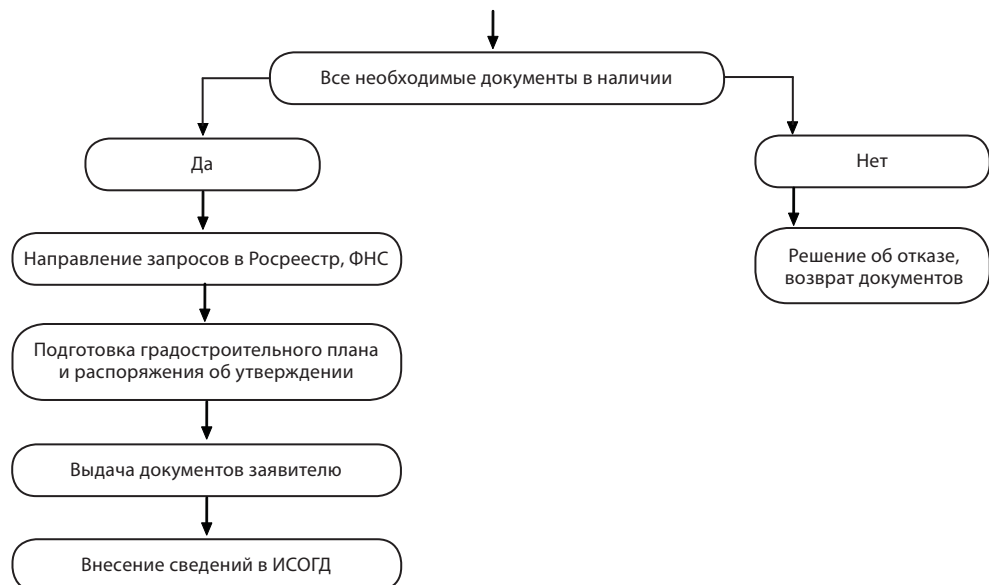 Все необходимые документы в наличии
Да
Нет
Направление запросов в Росреестр, ФНС
Решение об отказе,
возврат документов
Подготовка градостроительного плана
и распоряжения об утверждении
Выдача документов заявителю
Внесение сведений в ИСОГД